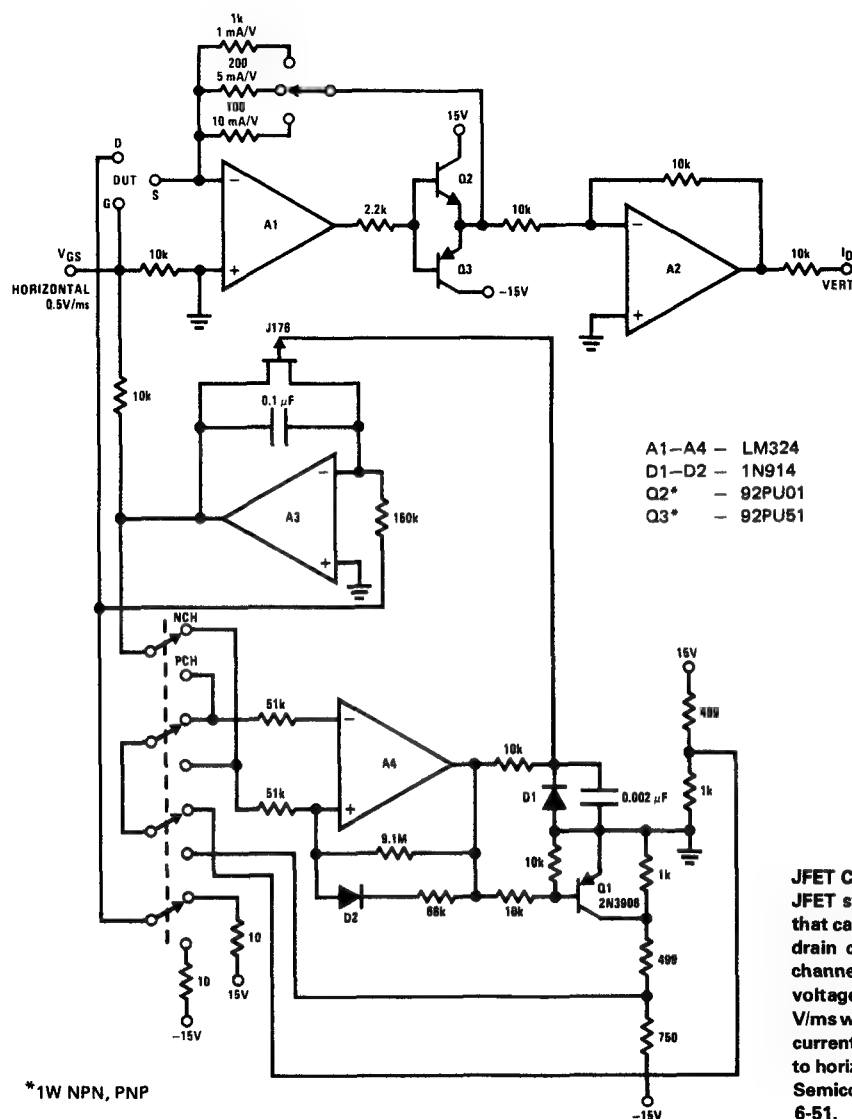 1k
1 mA/V
200
5 mA/V
100
10 mA/V
D
DUT
S
G
VGS
HORIZONTAL
0.5V/ms
10k
A1
2.2k
15V
Q2
Q3
−15V
10k
10k
A2
10k
ID
VERT
J176
10k
0.1 µF
A3
160k
A1−A4 − LM324
D1−D2 − 1N914
Q2* − 92PU01
Q3* − 92PU51
NCH
PCH
51k
51k
A4
10k
D1
0.002 µF
15V
499
1k
9.1M
D2
68k
10k
10k
Q1
2N3906
1k
499
750
−15V
10
15V
10
−15V
*1W NPN, PNP
JFET C
JFET s
that ca
drain c
channe
voltage
V/ms w
current
to horiz
Semico
6-51.